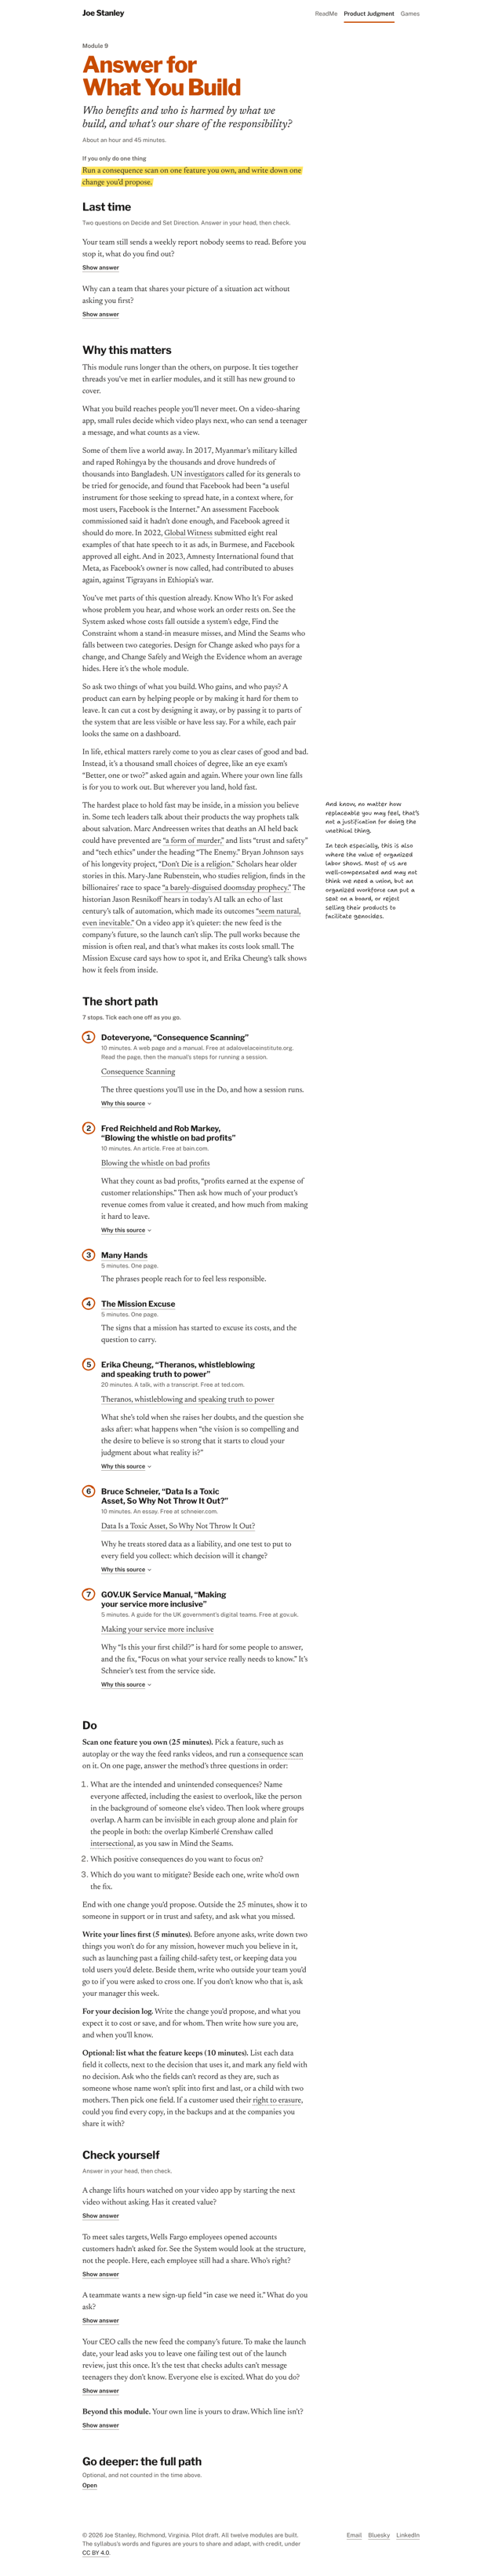 Joe Stanley
ReadMe Product Judgment Games
Module 9
Answer for
What You Build
Who benefits and who is harmed by what we
build, and what's our share of the responsibility?
About an hour and 45 minutes.
If you only do one thing
Run a consequence scan on one feature you own, and write down one
change you'd propose.
Last time
Two questions on Decide and Set Direction. Answer in your head, then check.
Your team still sends a weekly report nobody seems to read. Before you
stop it, what do you find out?
Show answer
Why can a team that shares your picture of a situation act without
asking you first?
Show answer
Why this matters
This module runs longer than the others, on purpose. It ties together
threads you've met in earlier modules, and it still has new ground to
cover.
What you build reaches people you'll never meet. On a video-sharing
app, small rules decide which video plays next, who can send a teenager
a message, and what counts as a view.
Some of them live a world away. In 2017, Myanmar's military killed
and raped Rohingya by the thousands and drove hundreds of
thousands into Bangladesh. UN investigators called for its generals to
be tried for genocide, and found that Facebook had been "a useful
instrument for those seeking to spread hate, in a context where, for
most users, Facebook is the Internet." An assessment Facebook
commissioned said it hadn't done enough, and Facebook agreed it
should do more. In 2022, Global Witness submitted eight real
examples of that hate speech to it as ads, in Burmese, and Facebook
approved all eight. And in 2023, Amnesty International found that
Meta, as Facebook's owner is now called, had contributed to abuses
again, against Tigrayans in Ethiopia's war.
You've met parts of this question already. Know Who It's For asked
whose problem you hear, and whose work an order rests on. See the
System asked whose costs fall outside a system's edge, Find the
Constraint whom a stand-in measure misses, and Mind the Seams who
falls between two categories. Design for Change asked who pays for a
change, and Change Safely and Weigh the Evidence whom an average
hides. Here it's the whole module.
So ask two things of what you build. Who gains, and who pays? A
product can earn by helping people or by making it hard for them to
leave. It can cut a cost by designing it away, or by passing it to parts of
the system that are less visible or have less say. For a while, each pair
looks the same on a dashboard.
In life, ethical matters rarely come to you as clear cases of good and bad.
Instead, it's a thousand small choices of degree, like an eye exam's
"Better, one or two?" asked again and again. Where your own line falls
is for you to work out. But wherever you land, hold fast.
The hardest place to hold fast may be inside, in a mission you believe
in. Some tech leaders talk about their products the way prophets talk
about salvation. Marc Andreessen writes that deaths an AI held back
could have prevented are "a form of murder," and lists "trust and safety"
and "tech ethics" under the heading "The Enemy." Bryan Johnson says
of his longevity project, "Don't Die is a religion." Scholars hear older
stories in this. Mary-Jane Rubenstein, who studies religion, finds in the
billionaires' race to space "a barely-disguised doomsday prophecy." The
historian Jason Resnikoff hears in today's AI talk an echo of last
century's talk of automation, which made its outcomes "seem natural,
even inevitable." On a video app it's quieter: the new feed is the
company's future, so the launch can't slip. The pull works because the
mission is often real, and that's what makes its costs look small. The
Mission Excuse card says how to spot it, and Erika Cheung's talk shows
how it feels from inside.
And know, no matter how
replaceable you may feel, that's
not a justification for doing the
unethical thing.
In tech especially, this is also
where the value of organized
labor shows. Most of us are
well-compensated and may not
think we need a union, but an
organized workforce can put a
seat on a board, or reject
selling their products to
facilitate genocides.
The short path
7 stops. Tick each one off as you go.
1
Doteveryone, "Consequence Scanning"
10 minutes. A web page and a manual. Free at adalovelaceinstitute.org.
Read the page, then the manual's steps for running a session.
Consequence Scanning
The three questions you'll use in the Do, and how a session runs.
Why this source
2
Fred Reichheld and Rob Markey,
"Blowing the whistle on bad profits"
10 minutes. An article. Free at bain.com.
Blowing the whistle on bad profits
What they count as bad profits, "profits earned at the expense of
customer relationships." Then ask how much of your product's
revenue comes from value it created, and how much from making
it hard to leave.
Why this source
3
Many Hands
5 minutes. One page.
The phrases people reach for to feel less responsible.
4
The Mission Excuse
5 minutes. One page.
The signs that a mission has started to excuse its costs, and the
question to carry.
5
Erika Cheung, "Theranos, whistleblowing
and speaking truth to power"
20 minutes. A talk, with a transcript. Free at ted.com.
Theranos, whistleblowing and speaking truth to power
What she's told when she raises her doubts, and the question she
asks after: what happens when "the vision is so compelling and
the desire to believe is so strong that it starts to cloud your
judgment about what reality is?"
Why this source
6
Bruce Schneier, "Data Is a Toxic
Asset, So Why Not Throw It Out?"
10 minutes. An essay. Free at schneier.com.
Data Is a Toxic Asset, So Why Not Throw It Out?
Why he treats stored data as a liability, and one test to put to
every field you collect: which decision will it change?
Why this source
7
GOV.UK Service Manual, "Making
your service more inclusive"
5 minutes. A guide for the UK government's digital teams. Free at gov.uk.
Making your service more inclusive
Why "Is this your first child?" is hard for some people to answer,
and the fix, "Focus on what your service really needs to know." It's
Schneier's test from the service side.
Why this source
Do
Scan one feature you own (25 minutes). Pick a feature, such as
autoplay or the way the feed ranks videos, and run a consequence scan
on it. On one page, answer the method's three questions in order:
1. What are the intended and unintended consequences? Name
everyone affected, including the easiest to overlook, like the person
in the background of someone else's video. Then look where groups
overlap. A harm can be invisible in each group alone and plain for
the people in both: the overlap Kimberlé Crenshaw called
intersectional, as you saw in Mind the Seams.
2. Which positive consequences do you want to focus on?
3. Which do you want to mitigate? Beside each one, write who'd own
the fix.
End with one change you'd propose. Outside the 25 minutes, show it to
someone in support or in trust and safety, and ask what you missed.
Write your lines first (5 minutes). Before anyone asks, write down two
things you won't do for any mission, however much you believe in it,
such as launching past a failing child-safety test, or keeping data you
told users you'd delete. Beside them, write who outside your team you'd
go to if you were asked to cross one. If you don't know who that is, ask
your manager this week.
For your decision log. Write the change you'd propose, and what you
expect it to cost or save, and for whom. Then write how sure you are,
and when you'll know.
Optional: list what the feature keeps (10 minutes). List each data
field it collects, next to the decision that uses it, and mark any field with
no decision. Ask who the fields can't record as they are, such as
someone whose name won't split into first and last, or a child with two
mothers. Then pick one field. If a customer used their right to erasure,
could you find every copy, in the backups and at the companies you
share it with?
Check yourself
Answer in your head, then check.
A change lifts hours watched on your video app by starting the next
video without asking. Has it created value?
Show answer
To meet sales targets, Wells Fargo employees opened accounts
customers hadn't asked for. See the System would look at the structure,
not the people. Here, each employee still had a share. Who's right?
Show answer
A teammate wants a new sign-up field "in case we need it." What do you
ask?
Show answer
Your CEO calls the new feed the company's future. To make the launch
date, your lead asks you to leave one failing test out of the launch
review, just this once. It's the test that checks adults can't message
teenagers they don't know. Everyone else is excited. What do you do?
Show answer
Beyond this module. Your own line is yours to draw. Which line isn't?
Show answer
Go deeper: the full path
Optional, and not counted in the time above.
Open
© 2026 Joe Stanley, Richmond, Virginia. Pilot draft. All twelve modules are built.
The syllabus's words and figures are yours to share and adapt, with credit, under
CC BY 4.0.
Email Bluesky LinkedIn